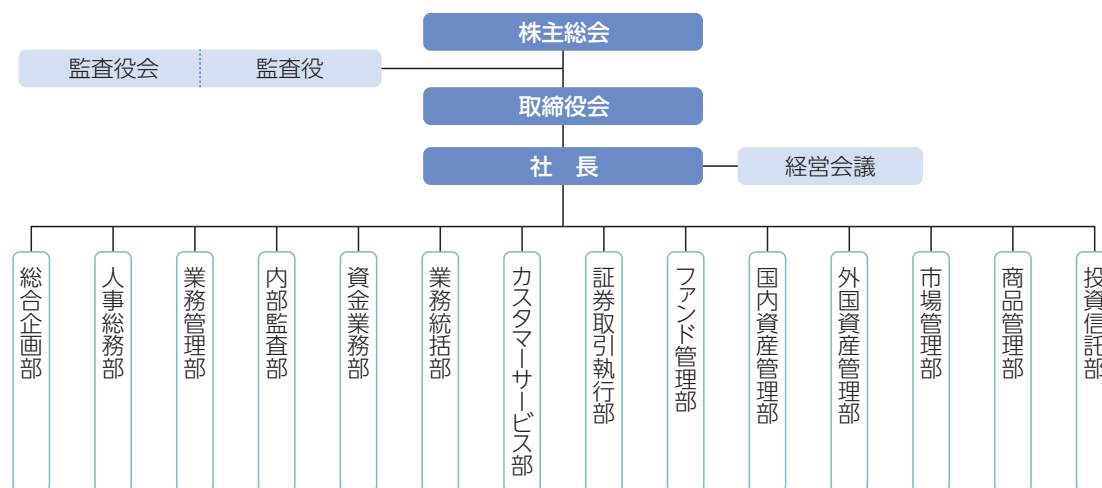 株主総会
監査役会
監査役
取締役会
社　長
経営会議
総合企画部
人事総務部
業務管理部
内部監査部
資金業務部
業務統括部
カスタマーサービス部
証券取引執行部
ファンド管理部
国内資産管理部
外国資産管理部
市場管理部
商品管理部
投資信託部